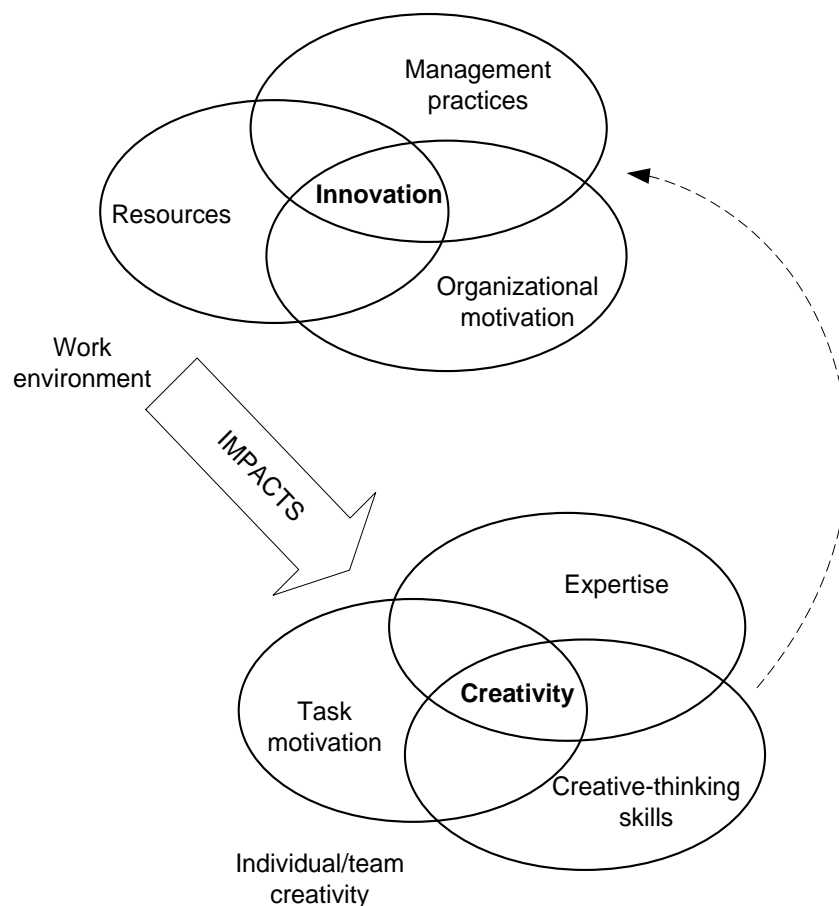 Management
practices
Resources
Innovation
Organizational
motivation
Work
environment
IMPACTS
Expertise
Creativity
Task
motivation
Creative-thinking
skills
Individual/team
creativity